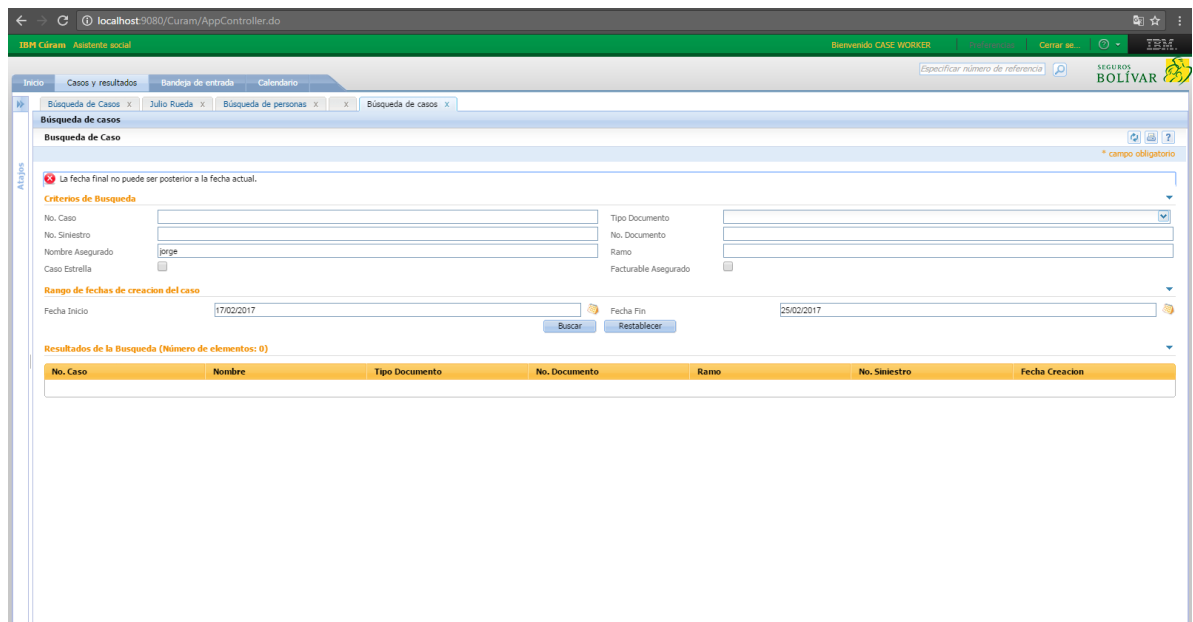 localhost:9080/Curam/AppController.do
IBM Cúram Asistente social Bienvenido CASE WORKER Cerrar se... IBM.
Especificar número de referencia SEGUROS BOLÍVAR
Inicio Casos y resultados Bandeja de entrada Calendario
Búsqueda de Casos x Julio Rueda x Búsqueda de personas x x Búsqueda de casos x
Búsqueda de casos
Busqueda de Caso ?
* campo obligatorio
Atajos
La fecha final no puede ser posterior a la fecha actual.
Criterios de Busqueda
No. Caso Tipo Documento
No. Siniestro No. Documento
Nombre Asegurado jorge Ramo
Caso Estrella Facturable Asegurado
Rango de fechas de creacion del caso
Fecha Inicio 17/02/2017 Fecha Fin 25/02/2017
Buscar Restablecer
Resultados de la Busqueda (Número de elementos: 0)
No. Caso Nombre Tipo Documento No. Documento Ramo No. Siniestro Fecha Creacion